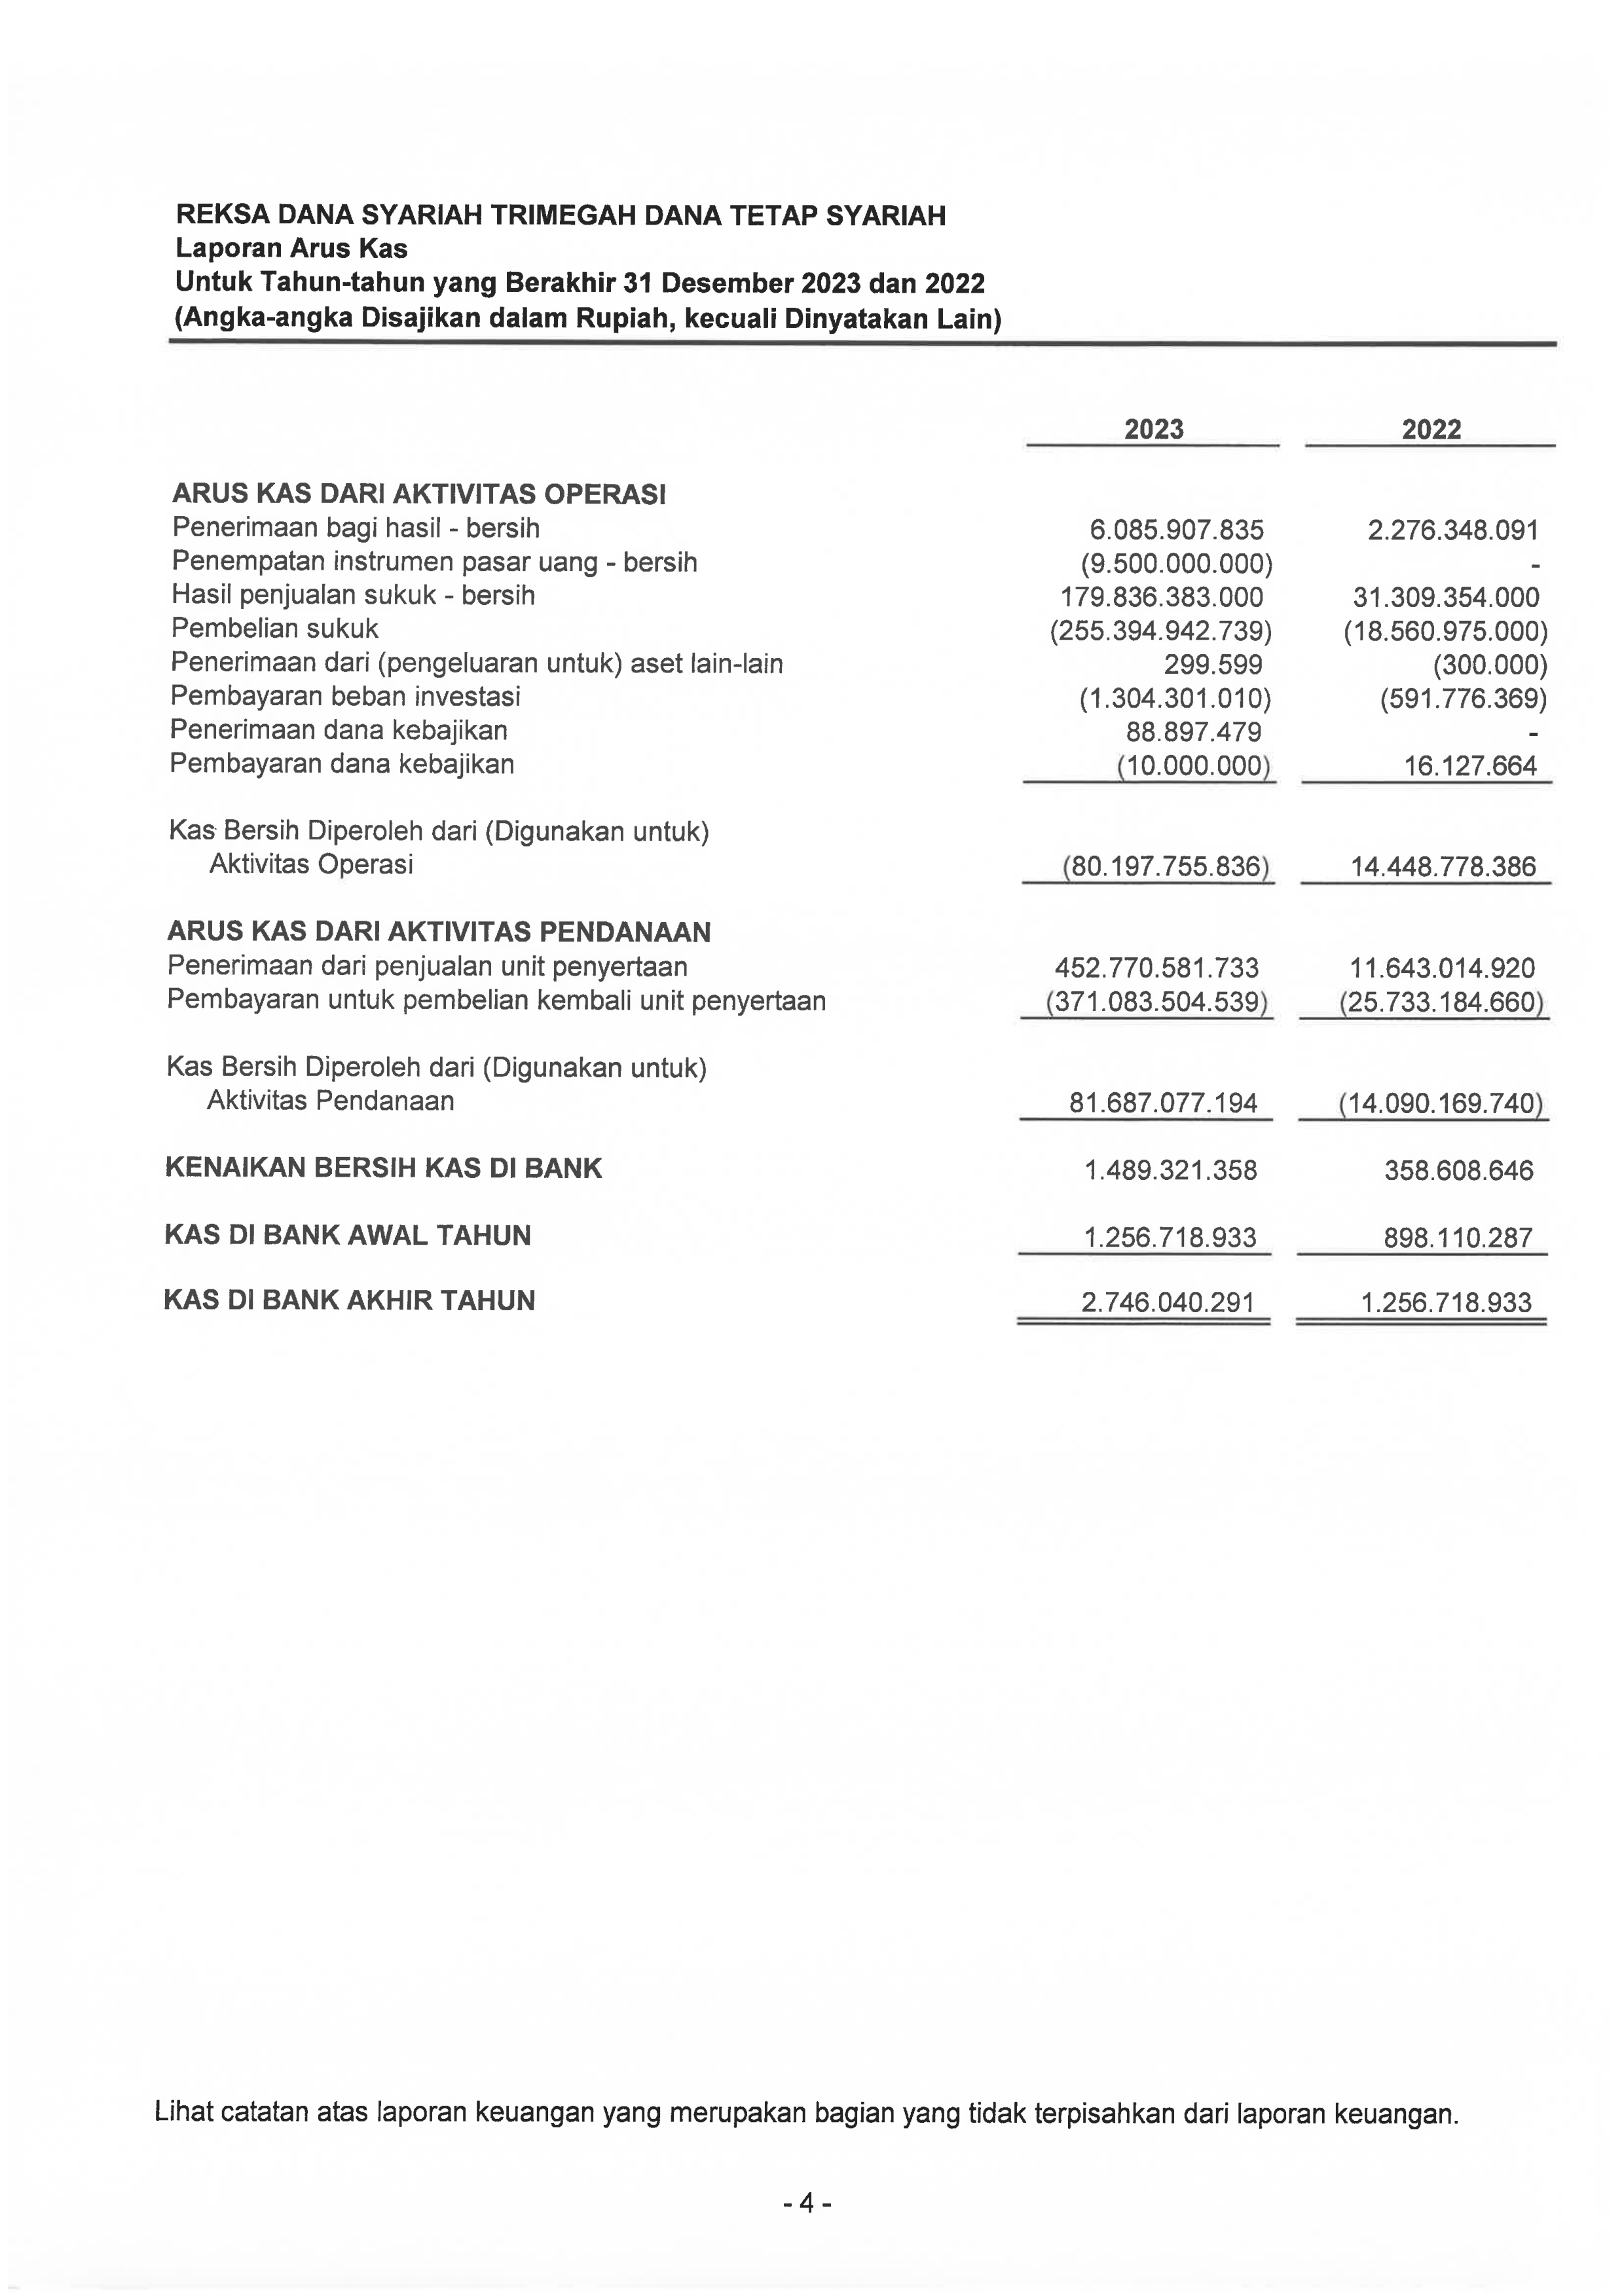 REKSA DANA SYARIAH TRIMEGAH DANA TETAP SYARIAH
Laporan Arus Kas
Untuk Tahun-tahun yang Berakhir 31 Desember 2023 dan 2022
(Angka-angka Disajikan dalam Rupiah, kecuali Dinyatakan Lain)
2023 2022
ARUS KAS DARI AKTIVITAS OPERASI
Penerimaan bagi hasil - bersih 6.085.907.835 2.276.348.091
Penempatan instrumen pasar uang - bersih (9.500.000.000) -
Hasil penjualan sukuk - bersih 179.836.383.000 31.309.354.000
Pembelian sukuk (255.394.942.739) (18.560.975.000)
Penerimaan dari (pengeluaran untuk) aset lain-lain 299.599 (300.000)
Pembayaran beban investasi (1.304.301.010) (591.776.369)
Penerimaan dana kebajikan 88.897.479 -
Pembayaran dana kebajikan (10.000.000) 16.127.664
Kas Bersih Diperoleh dari (Digunakan untuk)
Aktivitas Operasi (80.197.755.836) 14.448.778.386
ARUS KAS DARI AKTIVITAS PENDANAAN
Penerimaan dari penjualan unit penyertaan 452.770.581.733 11.643.014.920
Pembayaran untuk pembelian kembali unit penyertaan (371.083.504.539) (25.733.184.660)
Kas Bersih Diperoleh dari (Digunakan untuk)
Aktivitas Pendanaan 81.687.077.194 (14.090.169.740)
KENAIKAN BERSIH KAS DI BANK 1.489.321.358 358.608.646
KAS DI BANK AWAL TAHUN 1.256.718.933 898.110.287
KAS DI BANK AKHIR TAHUN 2.746.040.291 1.256.718.933
Lihat catatan atas laporan keuangan yang merupakan bagian yang tidak terpisahkan dari laporan keuangan.
- 4 -